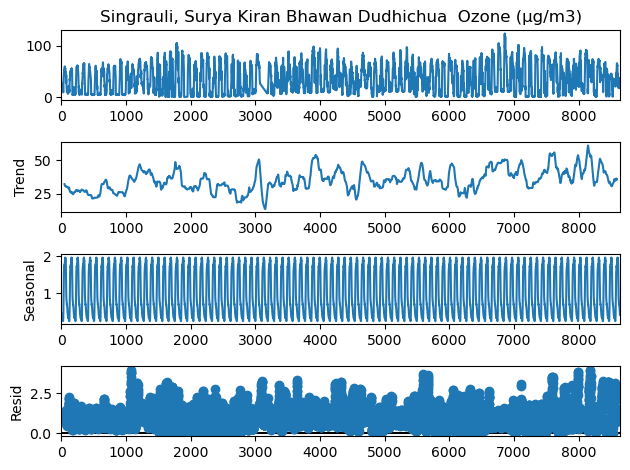 Singrauli, Surya Kiran Bhawan Dudhichua  Ozone (µg/m3)
100
0
0 1000 2000 3000 4000 5000 6000 7000 8000
Trend
50
25
0 1000 2000 3000 4000 5000 6000 7000 8000
Seasonal
2
1
0 1000 2000 3000 4000 5000 6000 7000 8000
Resid
2.5
0.0
0 1000 2000 3000 4000 5000 6000 7000 8000